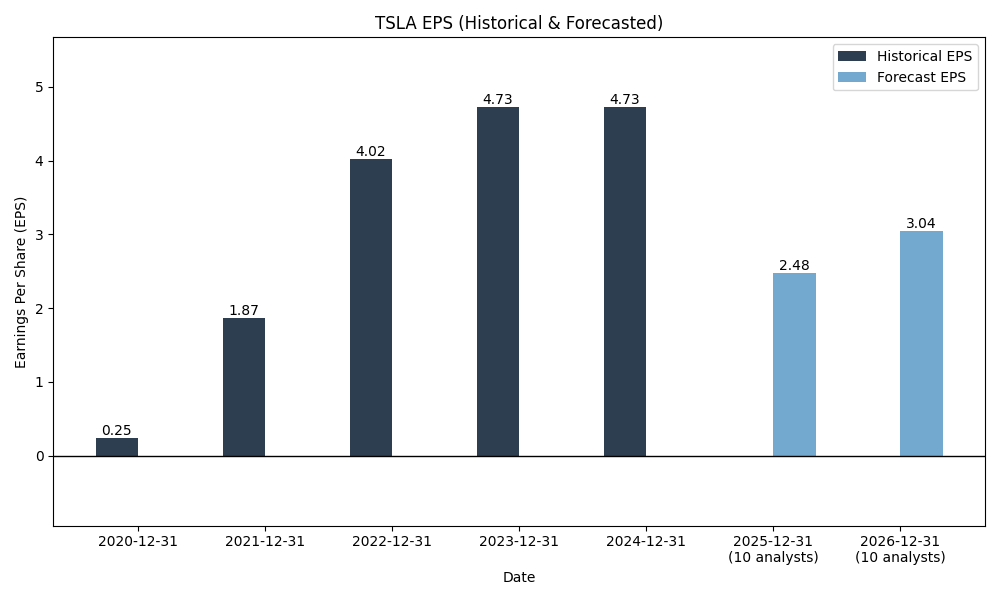 TSLA EPS (Historical & Forecasted)
Historical EPS
Forecast EPS
Earnings Per Share (EPS)
5
4
3
2
1
0
0.25
1.87
4.02
4.73
4.73
2.48
3.04
2020-12-31
2021-12-31
2022-12-31
2023-12-31
2024-12-31
2025-12-31
(10 analysts)
2026-12-31
(10 analysts)
Date